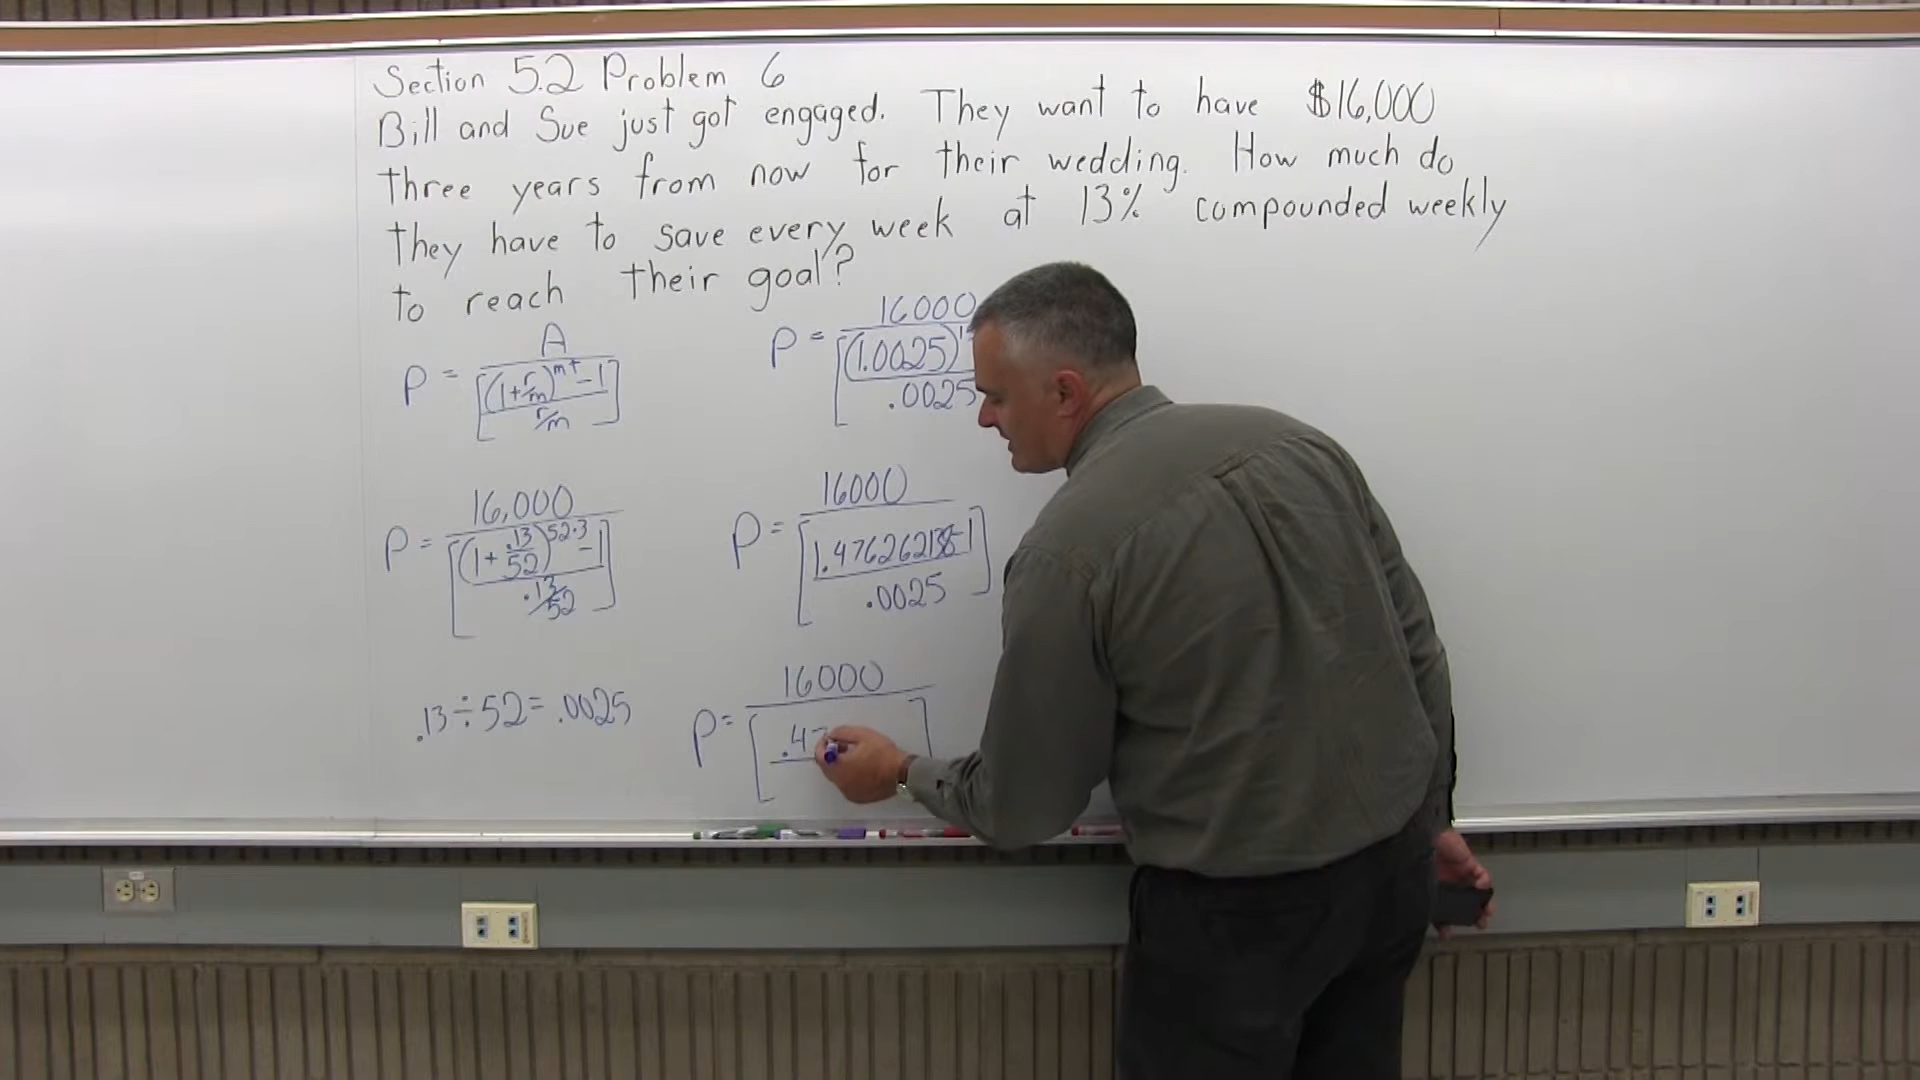 Section 5.2 Problem 6
Bill and Sue just got engaged. They want to have $16,000
three years from now for their wedding. How much do
they have to save every week at 13% compounded weekly
to reach their goal?
P = A / [((1 + r/m)^mt - 1) / (r/m)]
P = 16,000 / [((1 + .13/52)^52·3 - 1) / (.13/52)]
.13 ÷ 52 = .0025
P = 16000 / [(1.0025) / .0025
P = 16000 / [(1.476262138-1) / .0025]
P = 16000 / [.47 ]